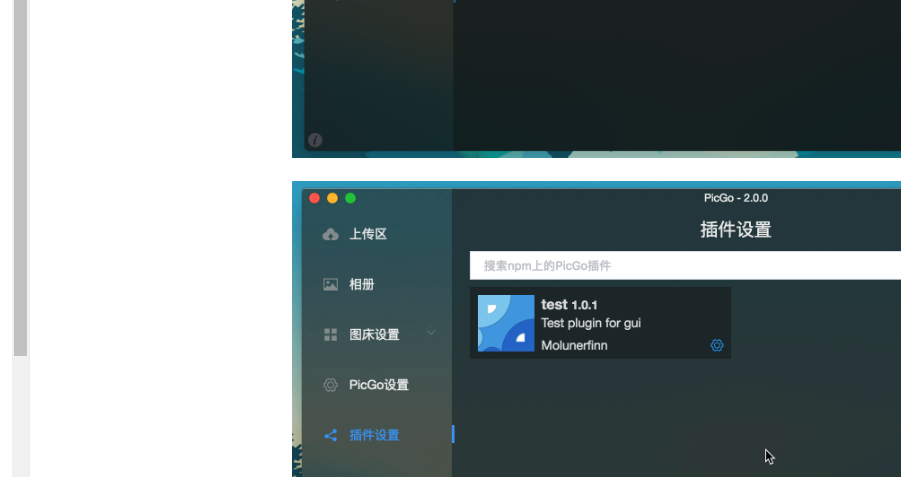 PicGo - 2.0.0
插件设置
上传区
搜索npm上的PicGo插件
相册
test 1.0.1
Test plugin for gui
Molunerfinn
图床设置
PicGo设置
插件设置